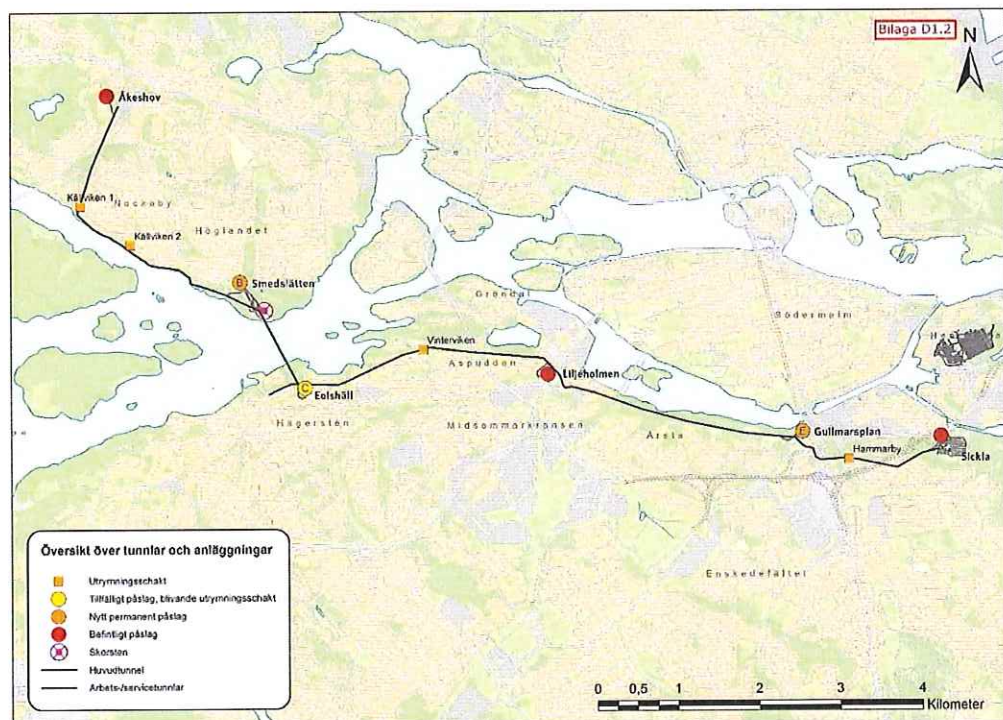 Bilaga D1.2
N
Åkeshov
Källviken 1
Nockeby
Källviken 2
Höglandet
B
Smedslätten
Gröndal
Södermalm
Vinterviken
Aspudden
Liljeholmen
C
Eolshäll
Hägersten
Midsommarkransen
Årsta
E
Gullmarsplan
Hammarby
Sickla
Enskedefältet
Översikt över tunnlar och anläggningar
Utrymningsschakt
Tillfälligt påslag, blivande utrymningsschakt
Nytt permanent påslag
Befintligt påslag
Skorsten
Huvudtunnel
Arbets-/servicetunnlar
0 0,5 1 2 3 4
Kilometer